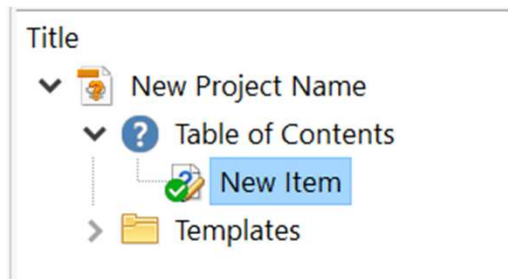 Title
New Project Name
Table of Contents
New Item
Templates